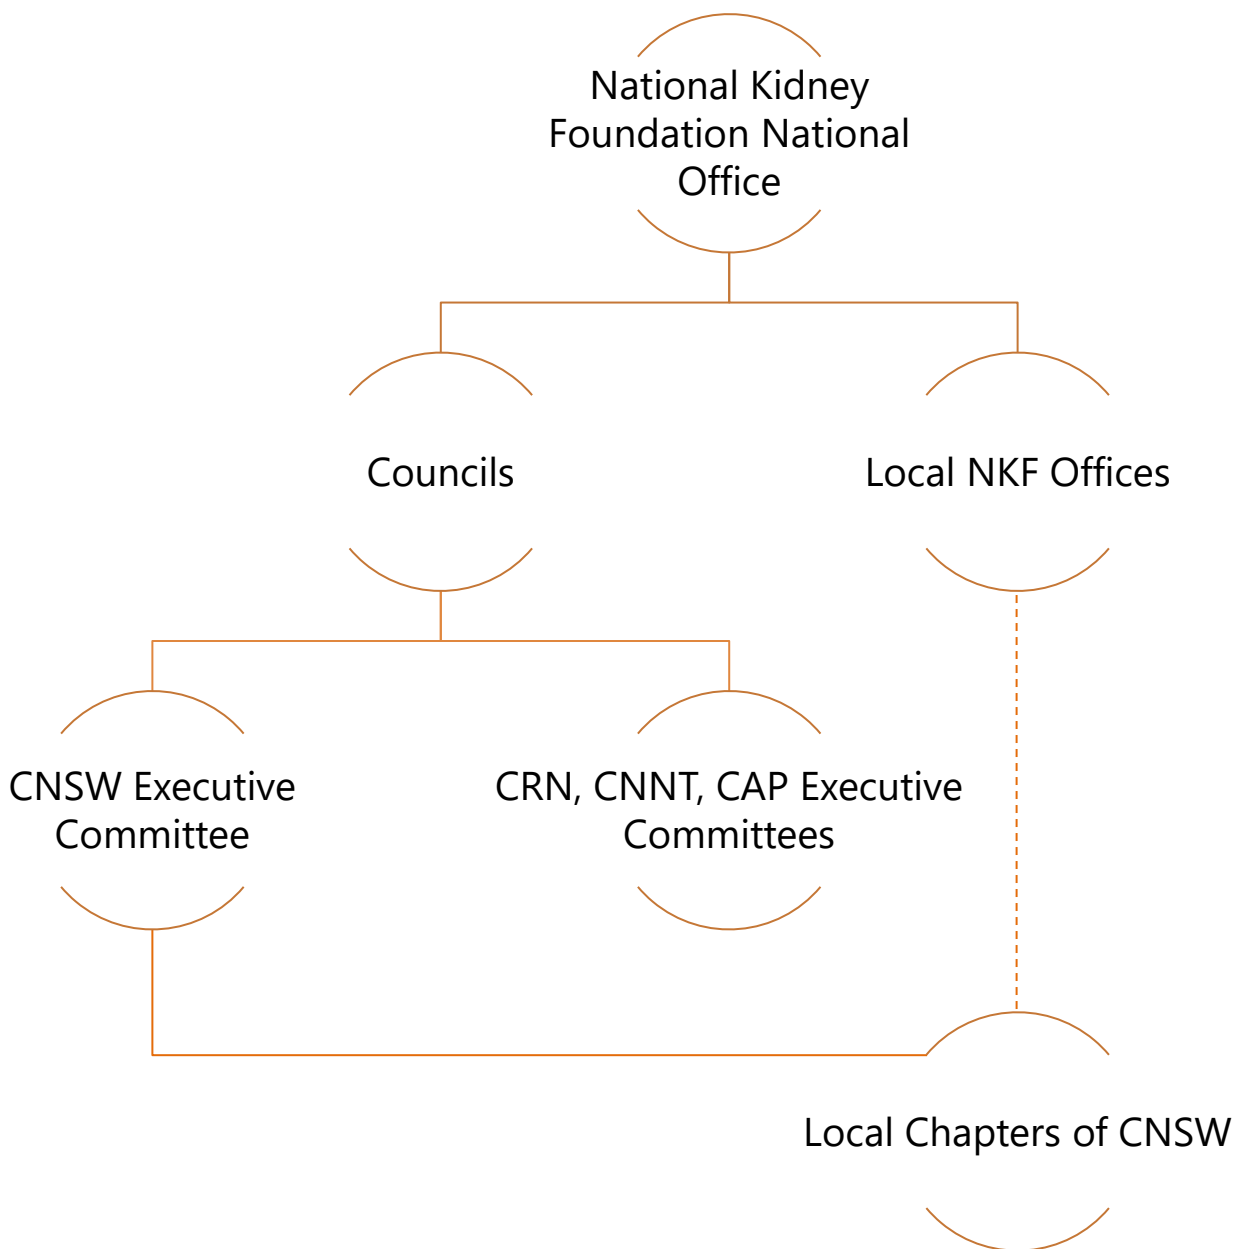 National Kidney
Foundation National
Office
Councils
Local NKF Offices
CNSW Executive
Committee
CRN, CNNT, CAP Executive
Committees
Local Chapters of CNSW